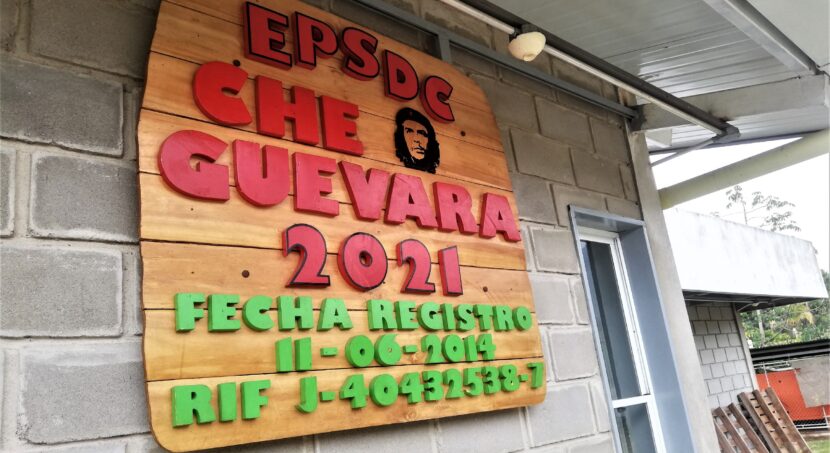 EPSDC
CHE
GUEVARA
2021
FECHA REGISTRO
11-06-2014
RIF J-40432538-7